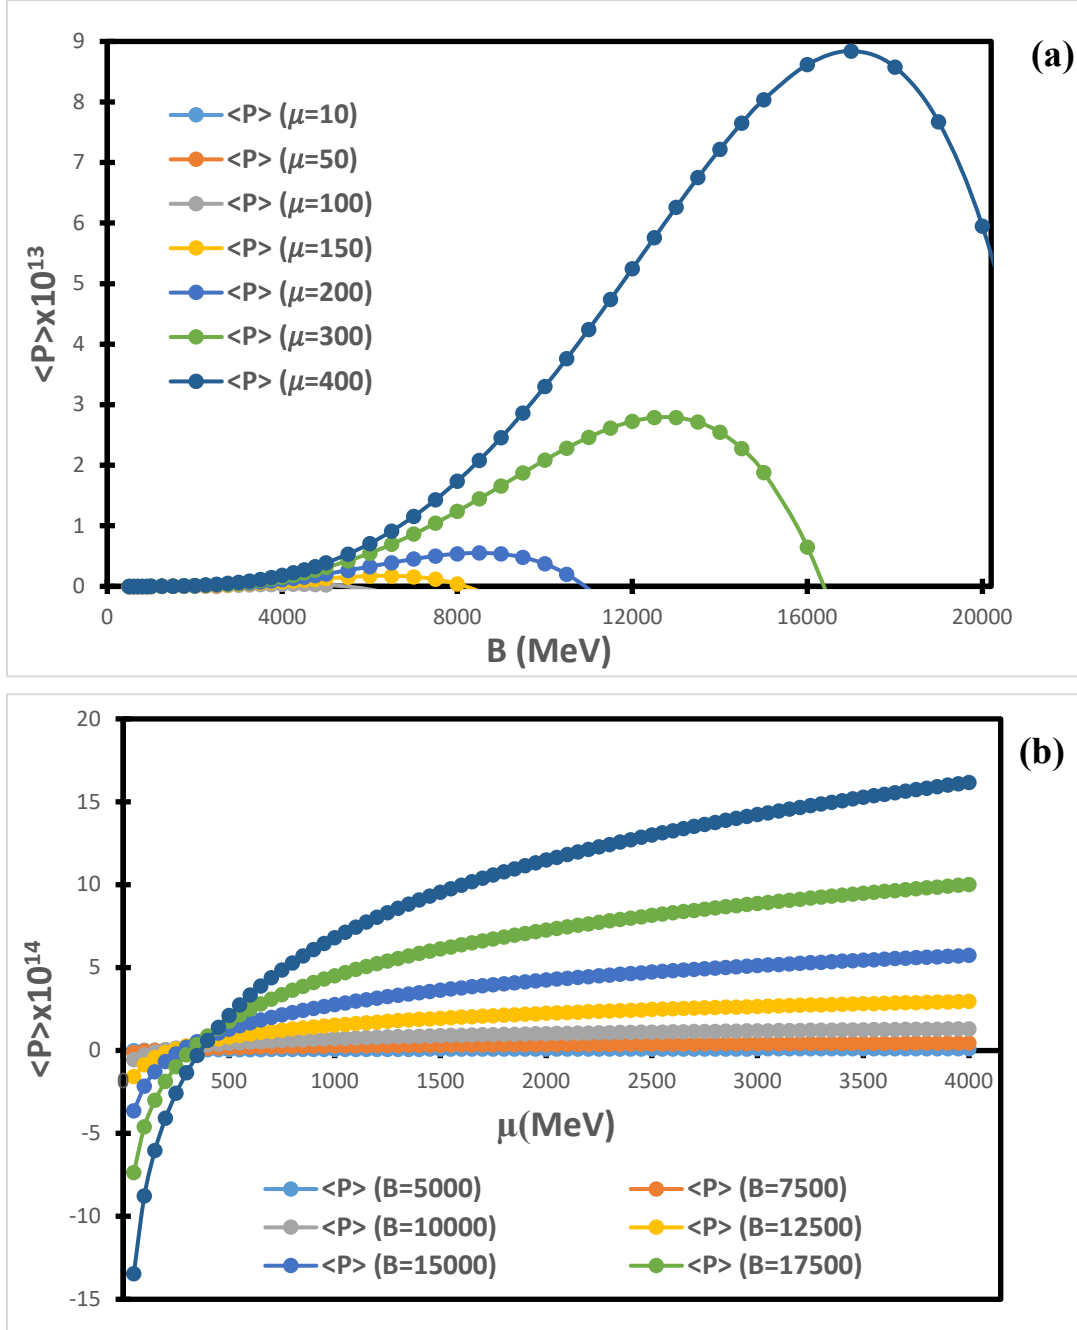 (a)
9
8
7
6
5
4
3
2
1
0
<P>x10¹³
<P> (μ=10)
<P> (μ=50)
<P> (μ=100)
<P> (μ=150)
<P> (μ=200)
<P> (μ=300)
<P> (μ=400)
0 4000 8000 12000 16000 20000
B (MeV)
(b)
20
15
10
5
0
-5
-10
-15
<P>x10¹⁴
0 500 1000 1500 2000 2500 3000 3500 4000
μ(MeV)
<P> (B=5000) <P> (B=7500)
<P> (B=10000) <P> (B=12500)
<P> (B=15000) <P> (B=17500)